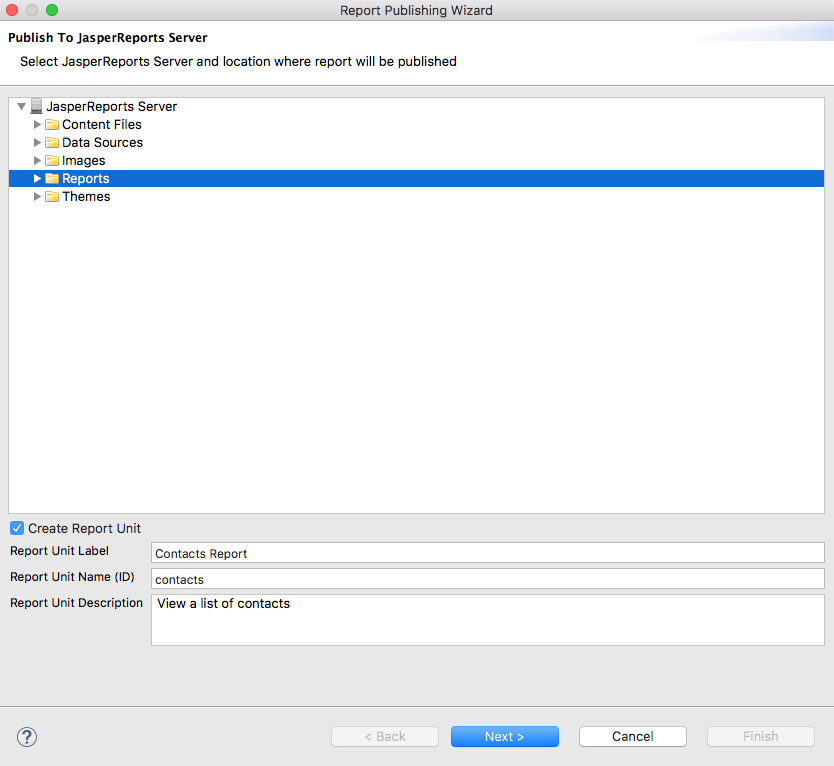 Report Publishing Wizard
Publish To JasperReports Server
Select JasperReports Server and location where report will be published
JasperReports Server
Content Files
Data Sources
Images
Reports
Themes
Create Report Unit
Report Unit Label
Contacts Report
Report Unit Name (ID)
contacts
Report Unit Description
View a list of contacts
?
< Back
Next >
Cancel
Finish